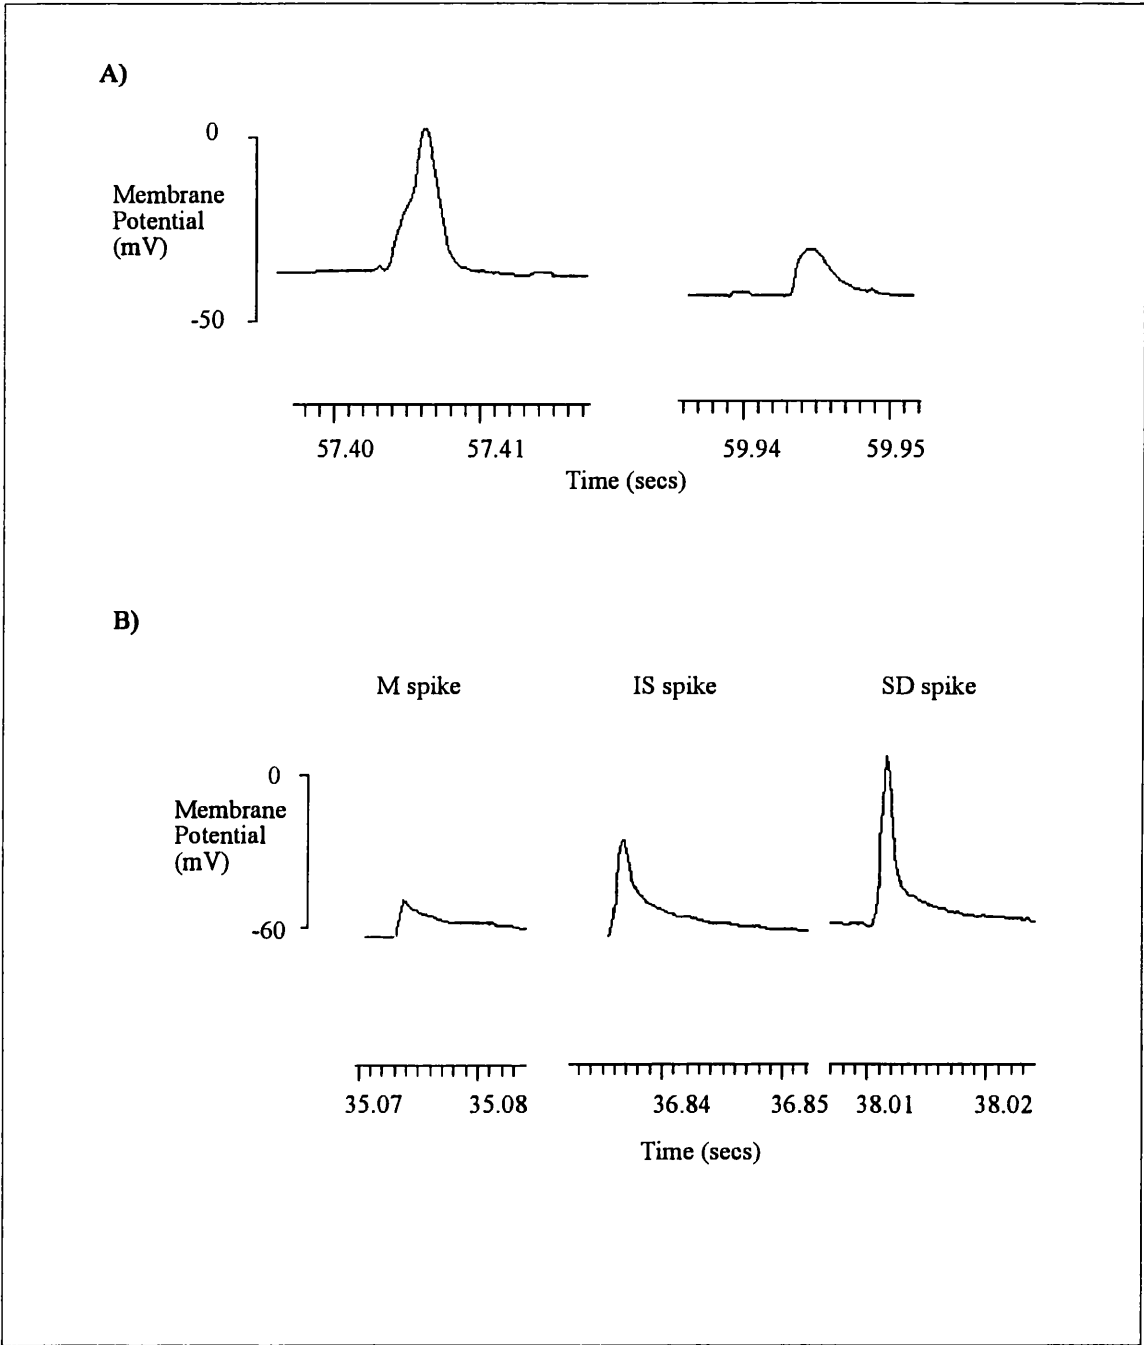 A)
0
Membrane
Potential
(mV)
-50
57.40 57.41 59.94 59.95
Time (secs)
B)
M spike IS spike SD spike
0
Membrane
Potential
(mV)
-60
35.07 35.08 36.84 36.85 38.01 38.02
Time (secs)